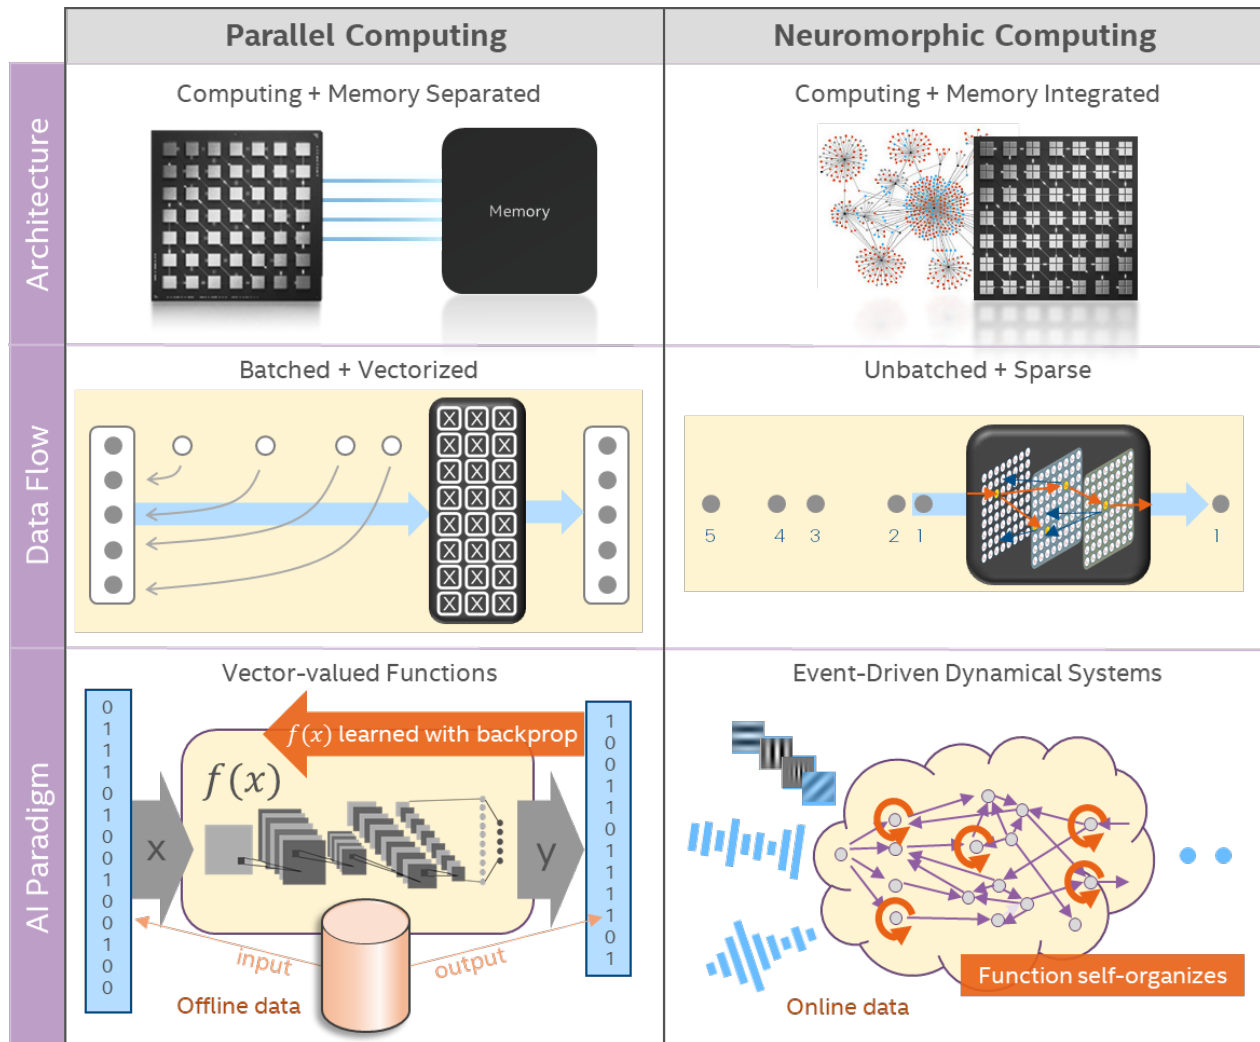 Parallel Computing
Neuromorphic Computing
Architecture
Computing + Memory Separated
Memory
Computing + Memory Integrated
Data Flow
Batched + Vectorized
X X X
X X X
X X X
X X X
X X X
X X X
X X X
X X X
Unbatched + Sparse
5 4 3 2 1 1
AI Paradigm
Vector-valued Functions
0
1
1
1
0
1
0
0
1
0
0
1
0
0
x
f(x) learned with backprop
f(x)
y
1
0
0
1
1
0
1
1
1
1
0
1
input
output
Offline data
Event-Driven Dynamical Systems
Function self-organizes
Online data